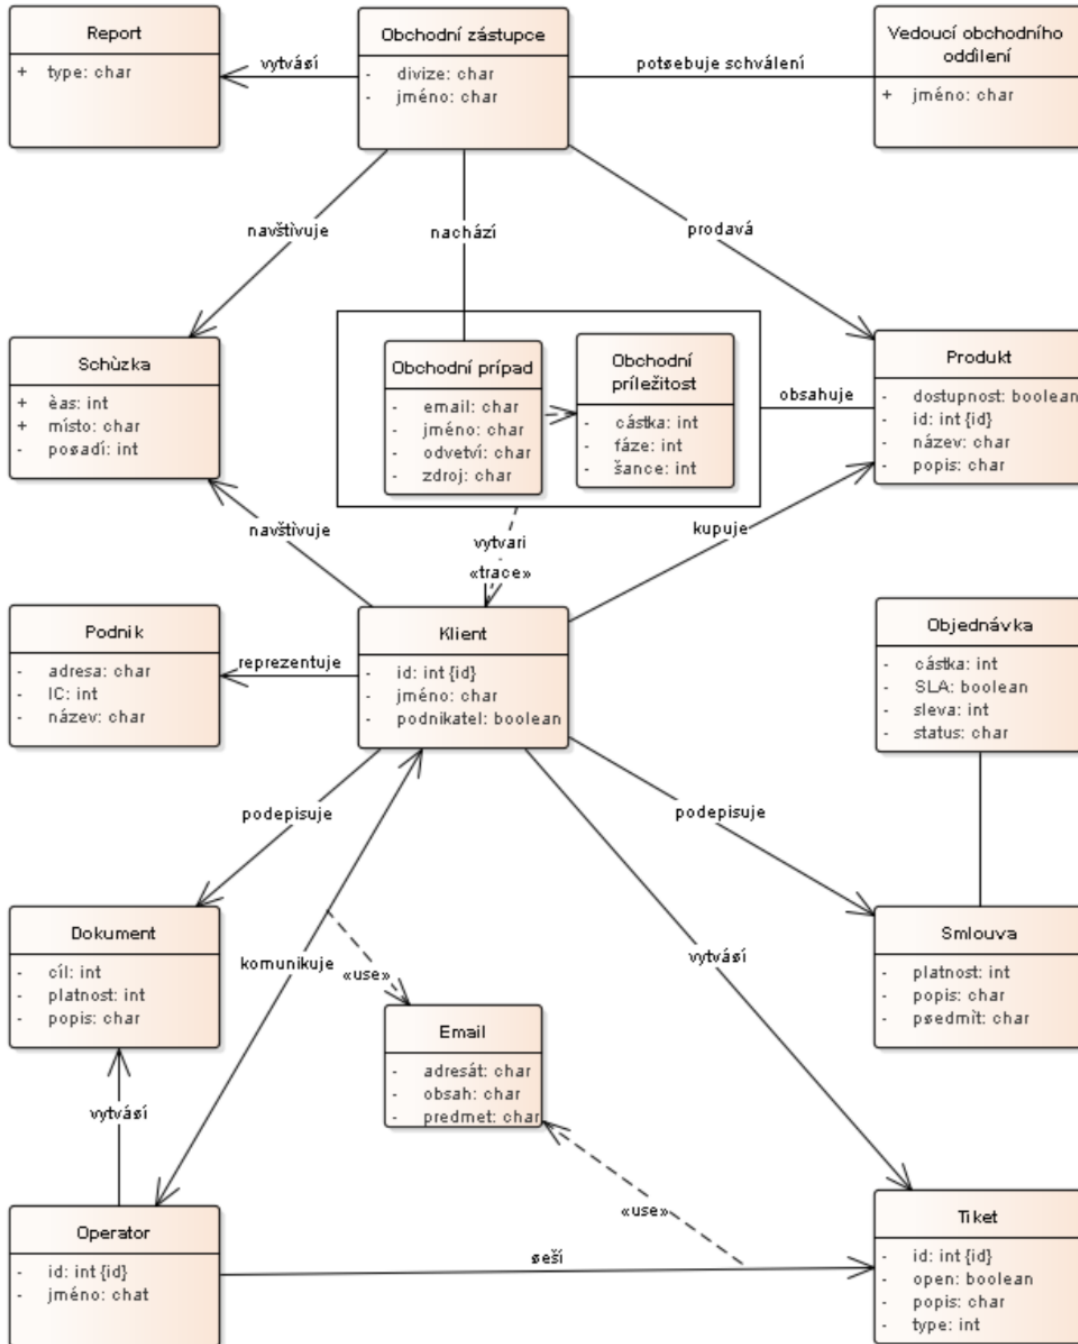 Report
+ type: char
vytváøí
Obchodní zástupce
- divize: char
- jméno: char
potøebuje schválení
Vedoucí obchodního
oddìlení
+ jméno: char
navštìvuje
nachází
prodavá
Schùzka
+ èas: int
+ místo: char
- poøadí: int
Obchodní prípad
- email: char
- jméno: char
- odvetví: char
- zdroj: char
Obchodní
príležitost
- cástka: int
- fáze: int
- šance: int
obsahuje
Produkt
- dostupnost: boolean
- id: int {id}
- název: char
- popis: char
navštìvuje
vytvari
«trace»
kupuje
Podnik
- adresa: char
- IC: int
- název: char
reprezentuje
Klient
- id: int {id}
- jméno: char
- podnikatel: boolean
Objednávka
- cástka: int
- SLA: boolean
- sleva: int
- status: char
podepisuje
podepisuje
Dokument
- cíl: int
- platnost: int
- popis: char
komunikuje
«use»
vytváøí
Smlouva
- platnost: int
- popis: char
- pøedmìt: char
Email
- adresát: char
- obsah: char
- predmet: char
vytváøí
«use»
Operator
- id: int {id}
- jméno: chat
øeší
Tiket
- id: int {id}
- open: boolean
- popis: char
- type: int